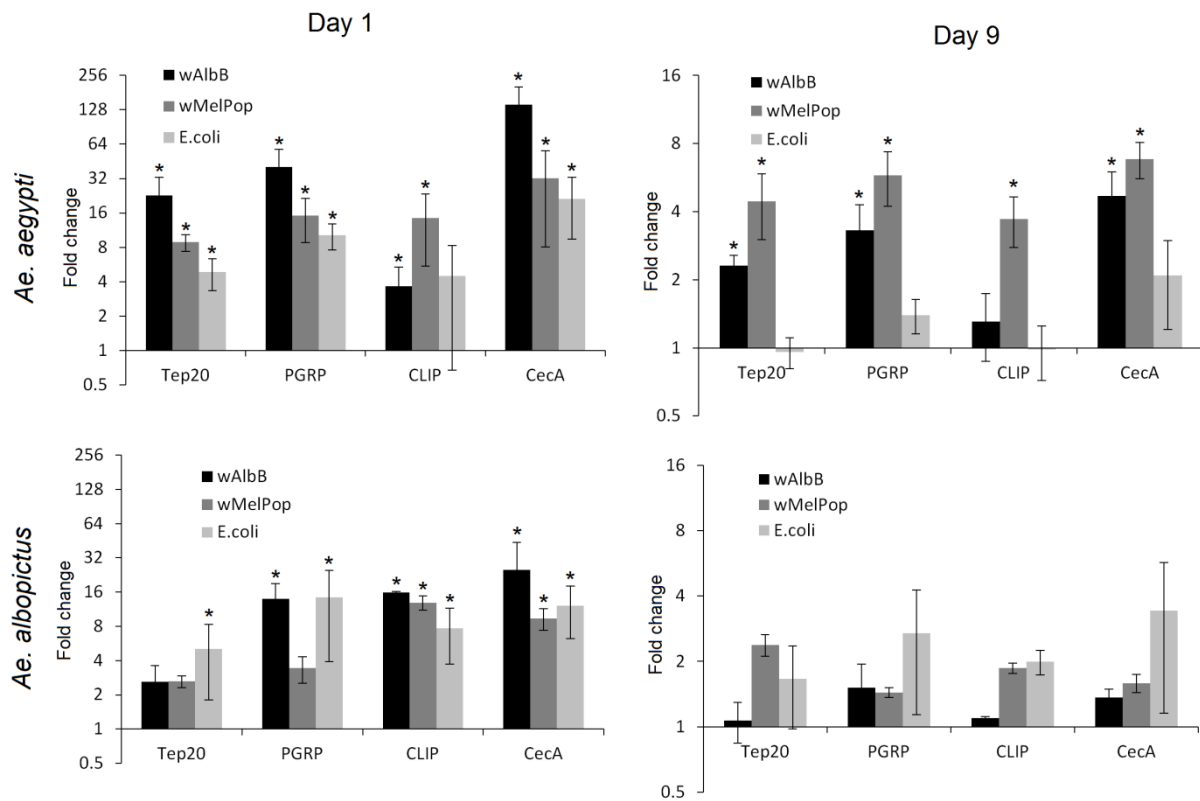 Day 1
Day 9
Ae. aegypti
Fold change
256
128
64
32
16
8
4
2
1
0.5
wAlbB
wMelPop
E.coli
* * *
* * *
* *
* * *
Tep20 PGRP CLIP CecA
Fold change
16
8
4
2
1
0.5
wAlbB
wMelPop
E.coli
* *
* *
*
* *
Tep20 PGRP CLIP CecA
Ae. albopictus
Fold change
256
128
64
32
16
8
4
2
1
0.5
wAlbB
wMelPop
E.coli
*
* *
* * *
* * *
Tep20 PGRP CLIP CecA
Fold change
16
8
4
2
1
0.5
wAlbB
wMelPop
E.coli
Tep20 PGRP CLIP CecA